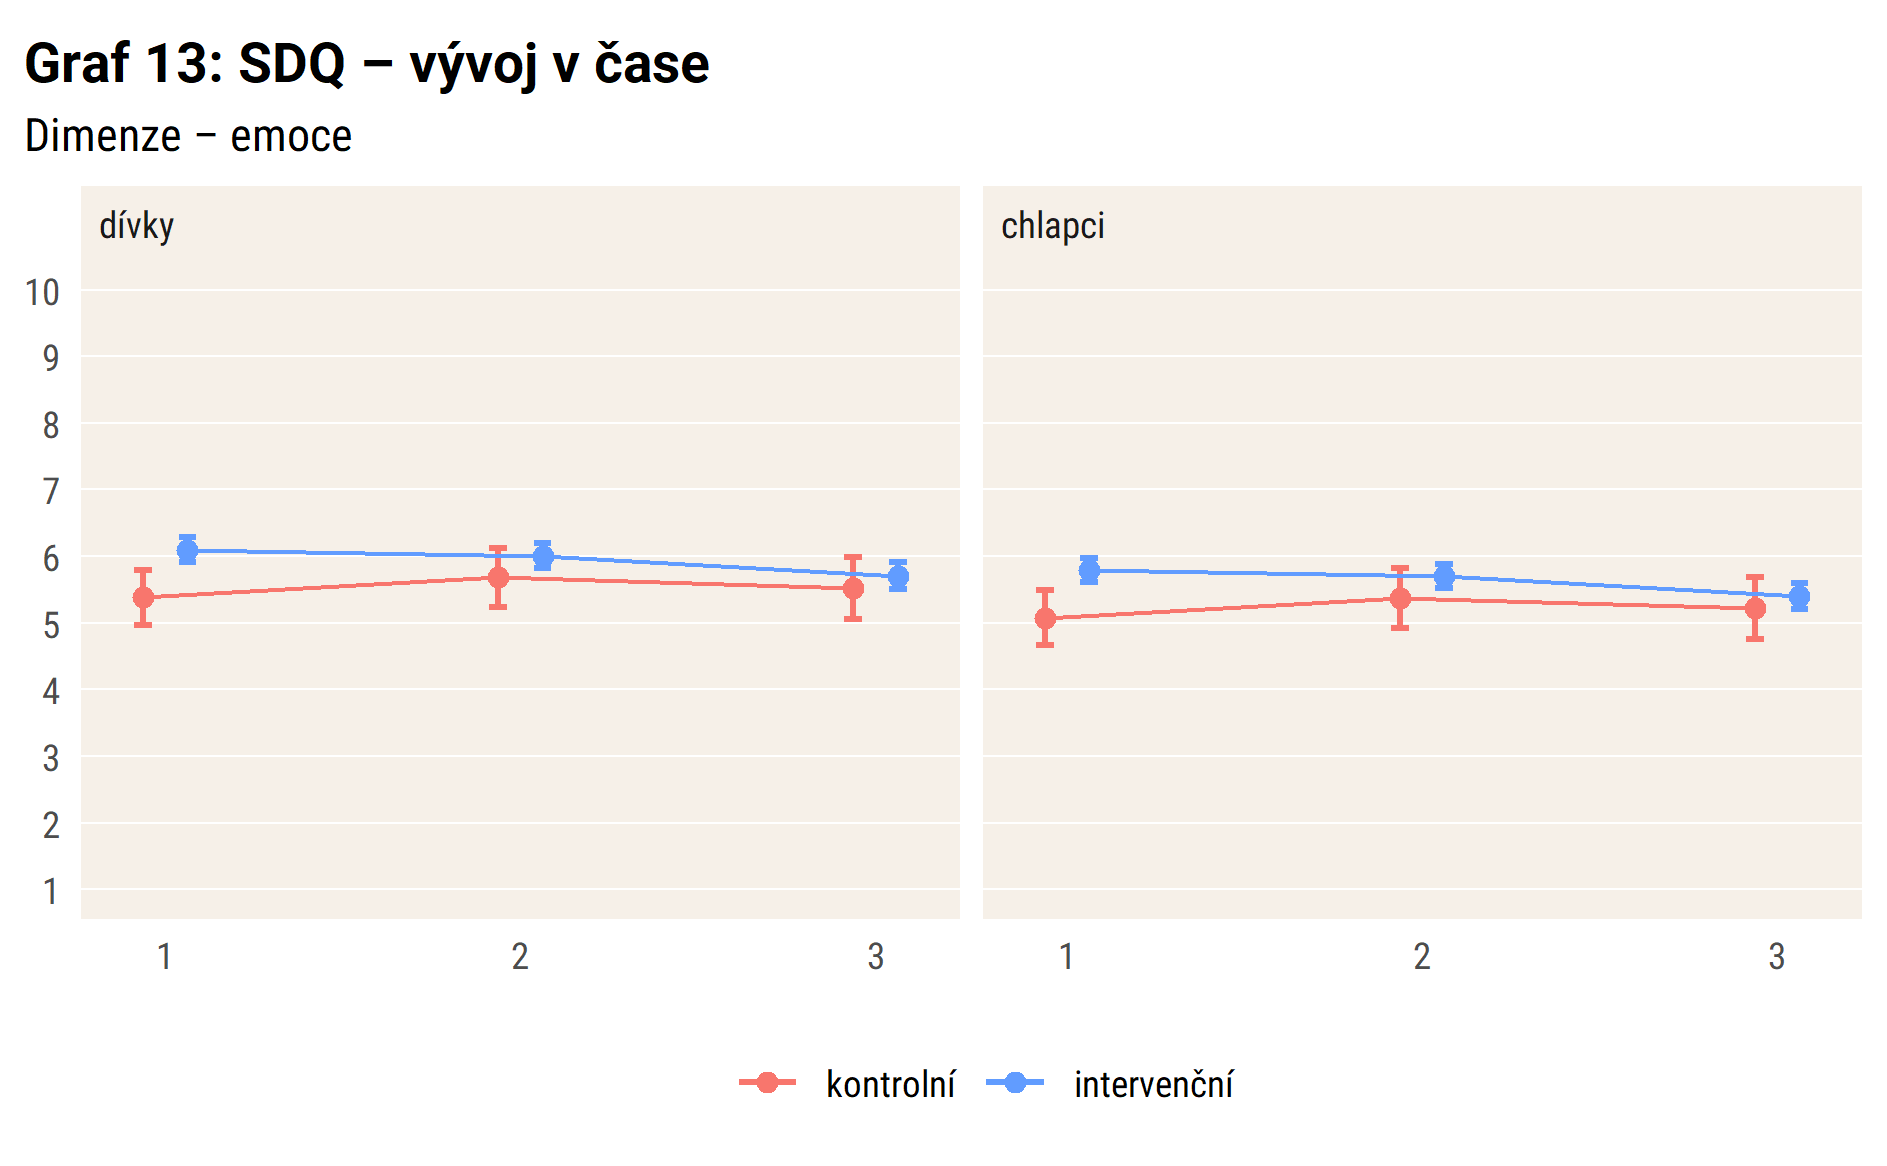 Graf 13: SDQ – vývoj v čase
Dimenze – emoce
dívky
chlapci
10
9
8
7
6
5
4
3
2
1
1 2 3
1 2 3
kontrolní intervenční